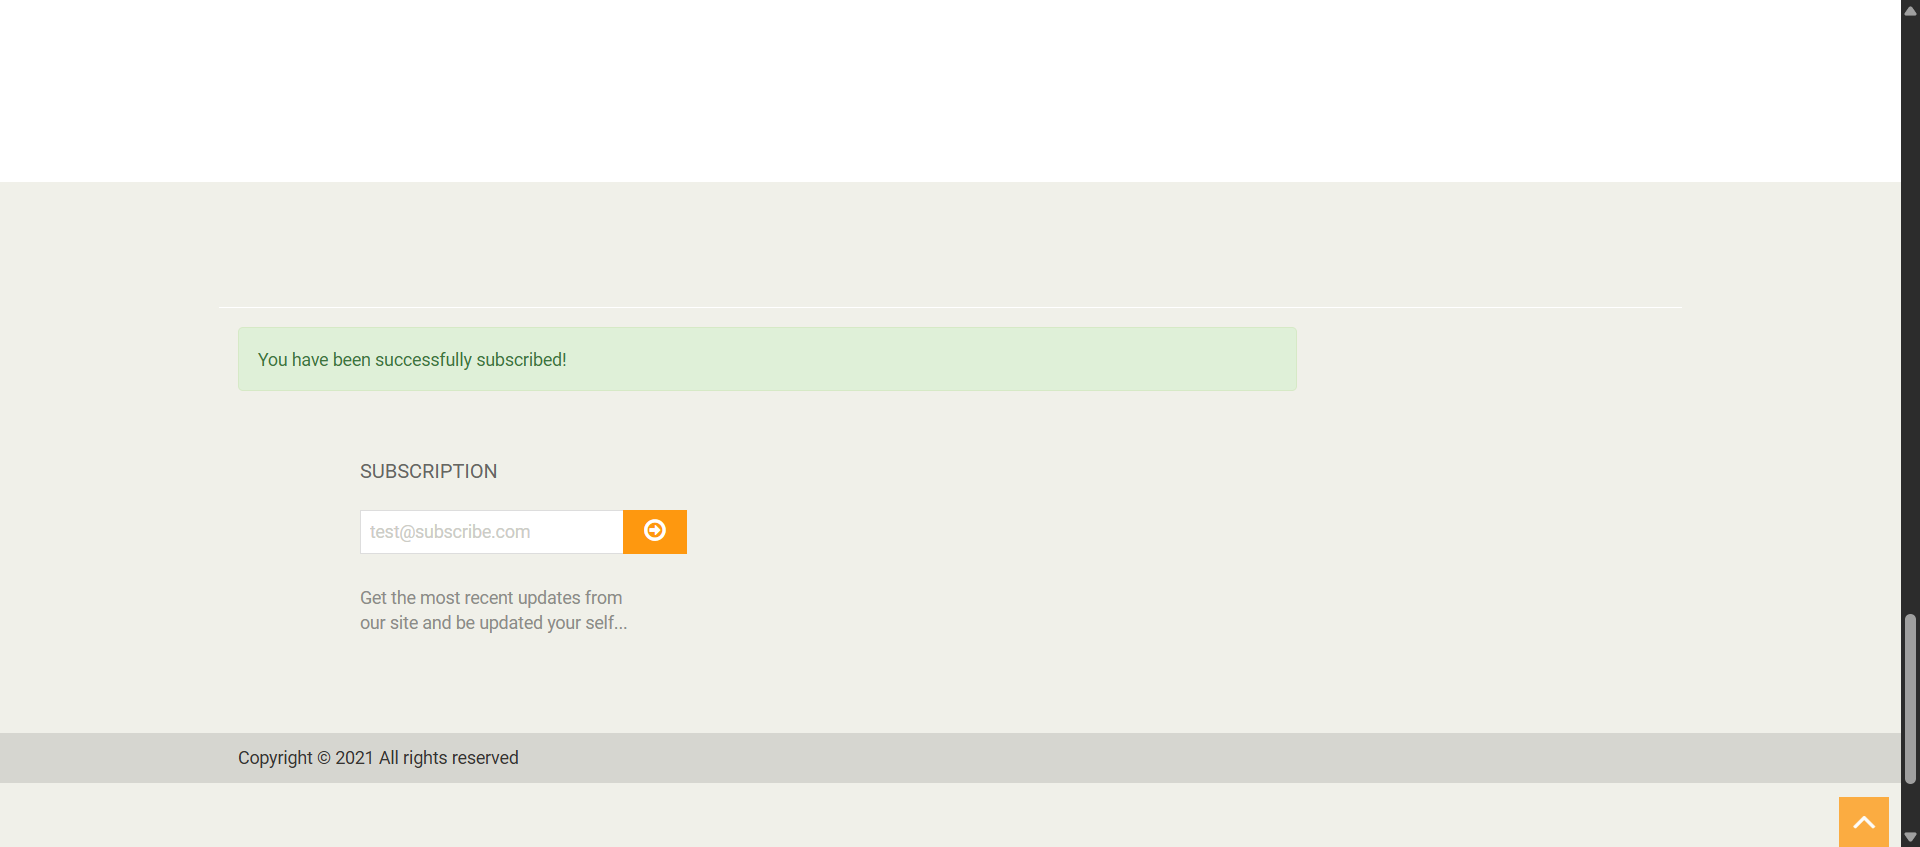 You have been successfully subscribed!
SUBSCRIPTION
test@subscribe.com
Get the most recent updates from
our site and be updated your self...
Copyright © 2021 All rights reserved